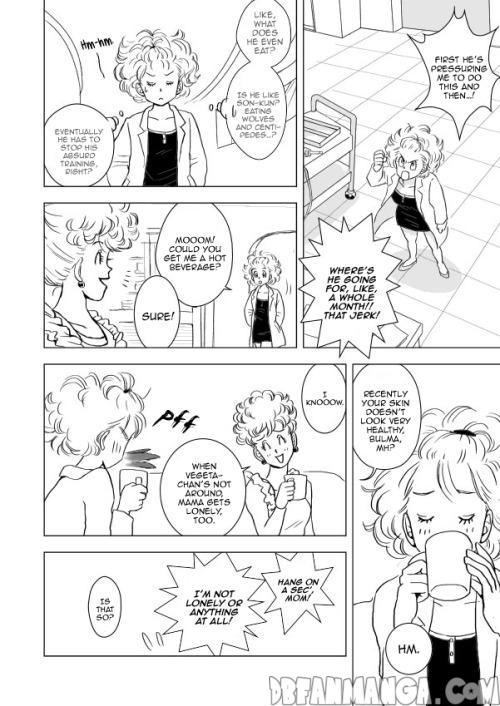 FIRST HE'S
PRESSURING
ME TO DO
THIS AND
THEN...!
WHERE'S
HE GOING
FOR, LIKE,
A WHOLE
MONTH!!
THAT JERK!
LIKE,
WHAT DOES
HE EVEN
EAT?
IS HE LIKE
SON-KUN?
EATING
WOLVES
AND CENTI-
PEDES...?
Hm-hm.
EVENTUALLY
HE HAS TO
STOP HIS
ABSURD
TRAINING,
RIGHT?
MOOOM!
COULD YOU
GET ME A HOT
BEVERAGE?
SURE!
RECENTLY
YOUR SKIN
DOESN'T
LOOK VERY
HEALTHY,
BULMA,
MH?
HM.
I
KNOOOW.
WHEN
VEGETA-
CHAN'S NOT
AROUND,
MAMA GETS
LONELY,
TOO.
pff
HANG ON
A SEC',
MOM!
I'M NOT
LONELY OR
ANYTHING
AT ALL!
IS
THAT
SO?
DBFANMANGA.COM